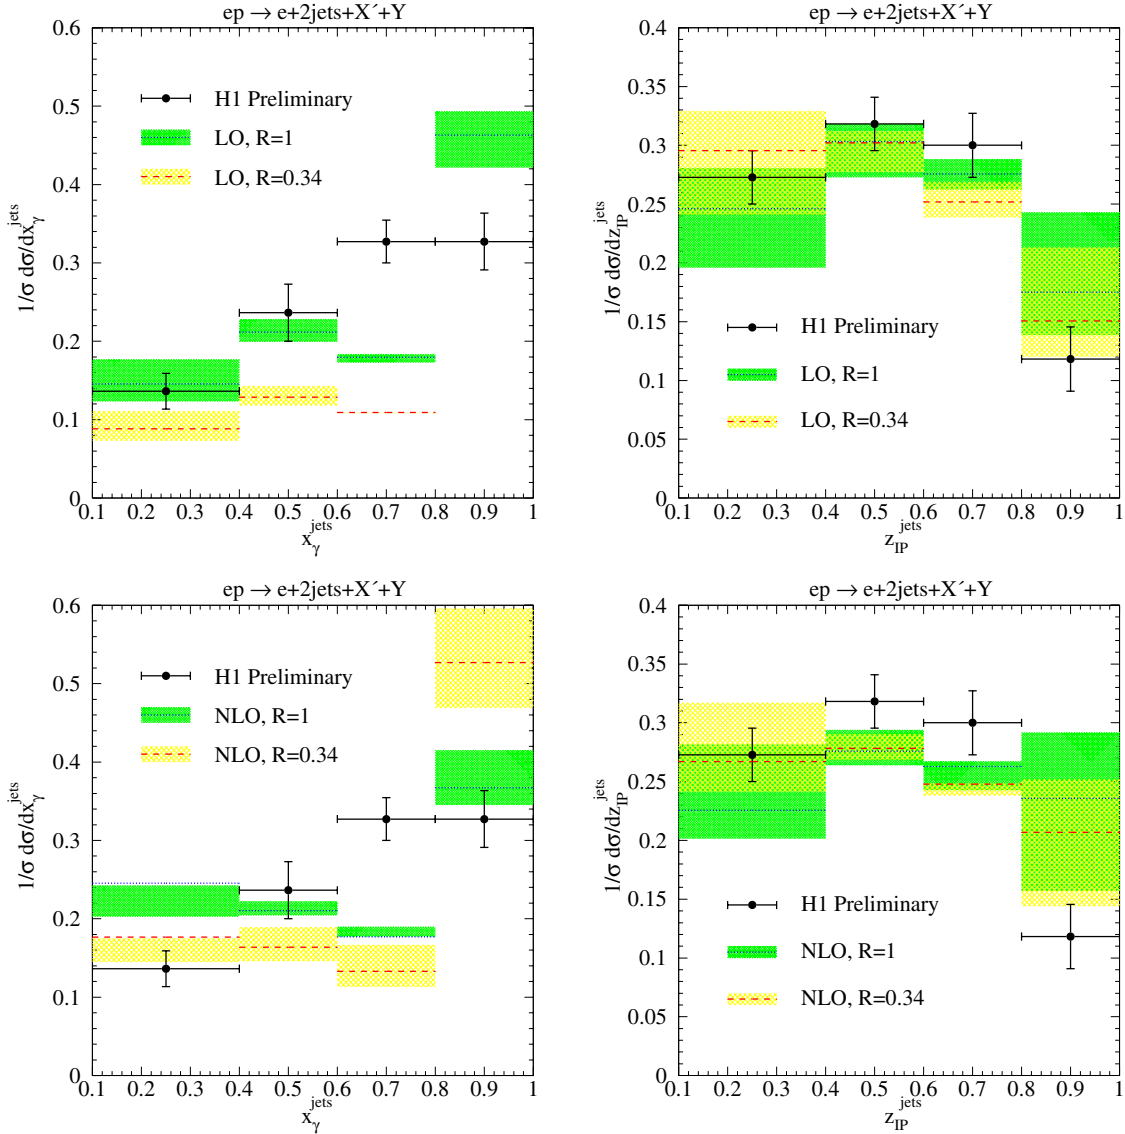 ep → e+2jets+X´+Y
1/σ dσ/dx_γ^jets
0.6
0.5
0.4
0.3
0.2
0.1
0
H1 Preliminary
LO, R=1
LO, R=0.34
0.1 0.2 0.3 0.4 0.5 0.6 0.7 0.8 0.9 1
x_γ^jets
ep → e+2jets+X´+Y
1/σ dσ/dz_IP^jets
0.4
0.35
0.3
0.25
0.2
0.15
0.1
0.05
0
H1 Preliminary
LO, R=1
LO, R=0.34
0.1 0.2 0.3 0.4 0.5 0.6 0.7 0.8 0.9 1
z_IP^jets
ep → e+2jets+X´+Y
1/σ dσ/dx_γ^jets
0.6
0.5
0.4
0.3
0.2
0.1
0
H1 Preliminary
NLO, R=1
NLO, R=0.34
0.1 0.2 0.3 0.4 0.5 0.6 0.7 0.8 0.9 1
x_γ^jets
ep → e+2jets+X´+Y
1/σ dσ/dz_IP^jets
0.4
0.35
0.3
0.25
0.2
0.15
0.1
0.05
0
H1 Preliminary
NLO, R=1
NLO, R=0.34
0.1 0.2 0.3 0.4 0.5 0.6 0.7 0.8 0.9 1
z_IP^jets